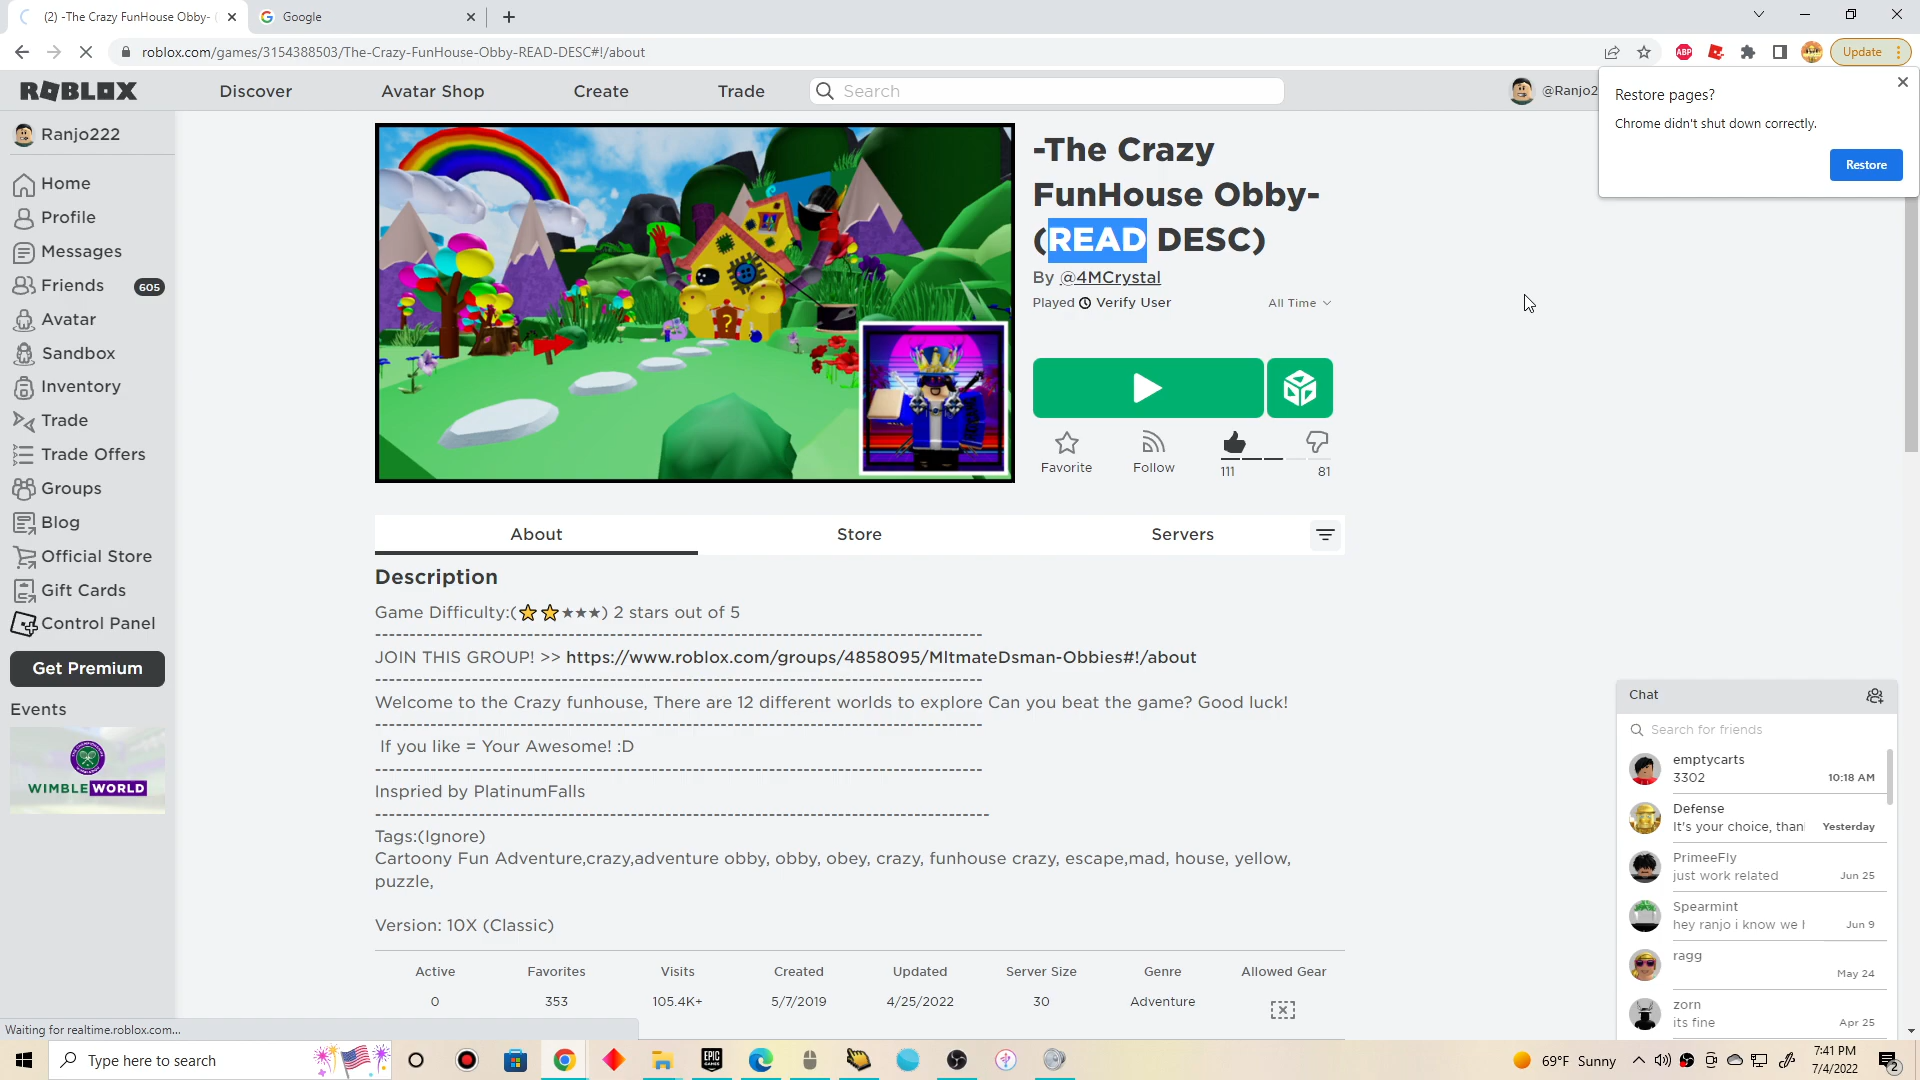 (2) -The Crazy FunHouse Obby- (
Google
roblox.com/games/3154388503/The-Crazy-FunHouse-Obby-READ-DESC#!/about
ABP
Update
ROBLOX
Discover
Avatar Shop
Create
Trade
Search
@Ranjo2
Restore pages?
Chrome didn't shut down correctly.
Restore
Ranjo222
Home
Profile
Messages
Friends
605
Avatar
Sandbox
Inventory
Trade
Trade Offers
Groups
Blog
Official Store
Gift Cards
Control Panel
Get Premium
Events
WIMBLEWORLD
?
-The Crazy
FunHouse Obby-
(READ DESC)
By @4MCrystal
Played Verify User
All Time
Favorite
Follow
111
81
About
Store
Servers
Description
Game Difficulty:(⭐⭐★★★) 2 stars out of 5
----------------------------------------------------------------------------------------
JOIN THIS GROUP! >> https://www.roblox.com/groups/4858095/MltmateDsman-Obbies#!/about
----------------------------------------------------------------------------------------
Welcome to the Crazy funhouse, There are 12 different worlds to explore Can you beat the game? Good luck!
----------------------------------------------------------------------------------------
If you like = Your Awesome! :D
----------------------------------------------------------------------------------------
Inspried by PlatinumFalls
-----------------------------------------------------------------------------------------
Tags:(Ignore)
Cartoony Fun Adventure,crazy,adventure obby, obby, obey, crazy, funhouse crazy, escape,mad, house, yellow,
puzzle,
Version: 10X (Classic)
Active
Favorites
Visits
Created
Updated
Server Size
Genre
Allowed Gear
0
353
105.4K+
5/7/2019
4/25/2022
30
Adventure
Chat
Search for friends
emptycarts
3302
10:18 AM
Defense
It's your choice, than
Yesterday
PrimeeFly
just work related
Jun 25
Spearmint
hey ranjo i know we h
Jun 9
ragg
May 24
zorn
its fine
Apr 25
Waiting for realtime.roblox.com...
Type here to search
EPIC GAMES
69°F Sunny
7:41 PM
7/4/2022
2